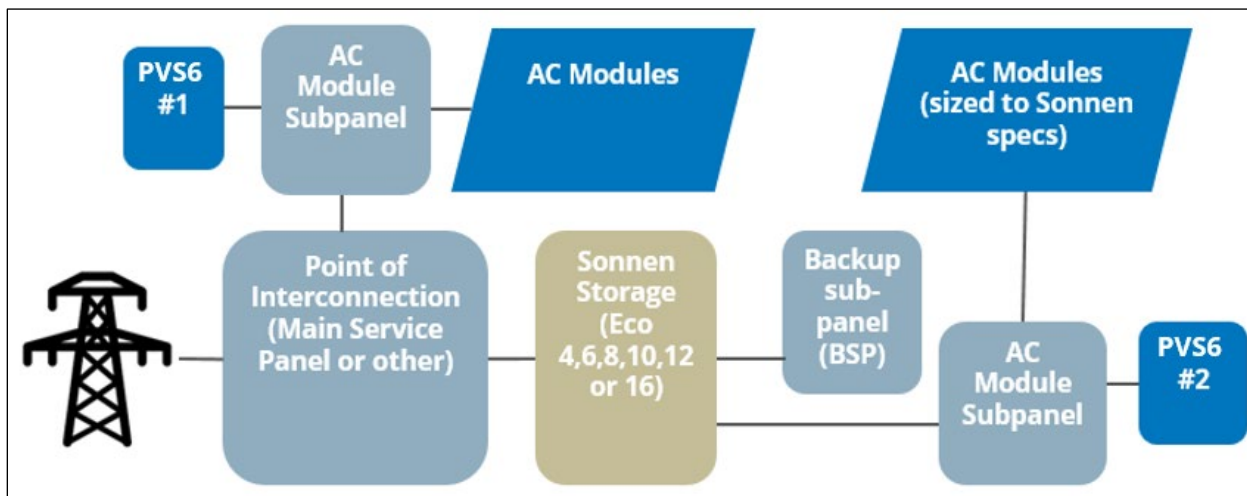 PVS6
#1
AC
Module
Subpanel
AC Modules
AC Modules
(sized to Sonnen
specs)
Point of
Interconnection
(Main Service
Panel or other)
Sonnen
Storage
(Eco
4,6,8,10,12
or 16)
Backup
sub-
panel
(BSP)
AC
Module
Subpanel
PVS6
#2